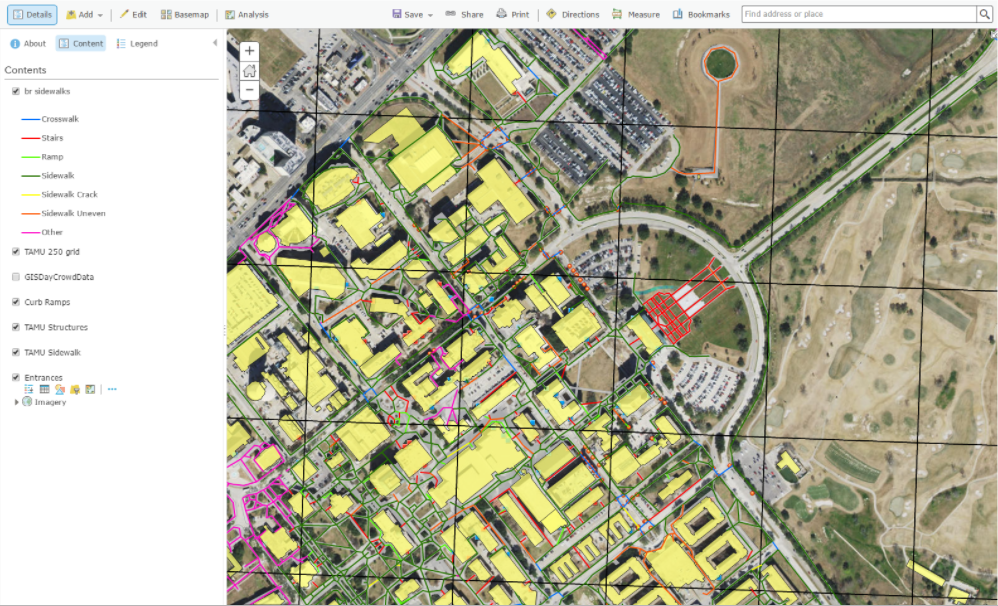 Details Add Edit Basemap Analysis Save Share Print Directions Measure Bookmarks Find address or place
About Content Legend
Contents
br sidewalks
Crosswalk
Stairs
Ramp
Sidewalk
Sidewalk Crack
Sidewalk Uneven
Other
TAMU 250 grid
GISDayCrowdData
Curb Ramps
TAMU Structures
TAMU Sidewalk
Entrances
Imagery